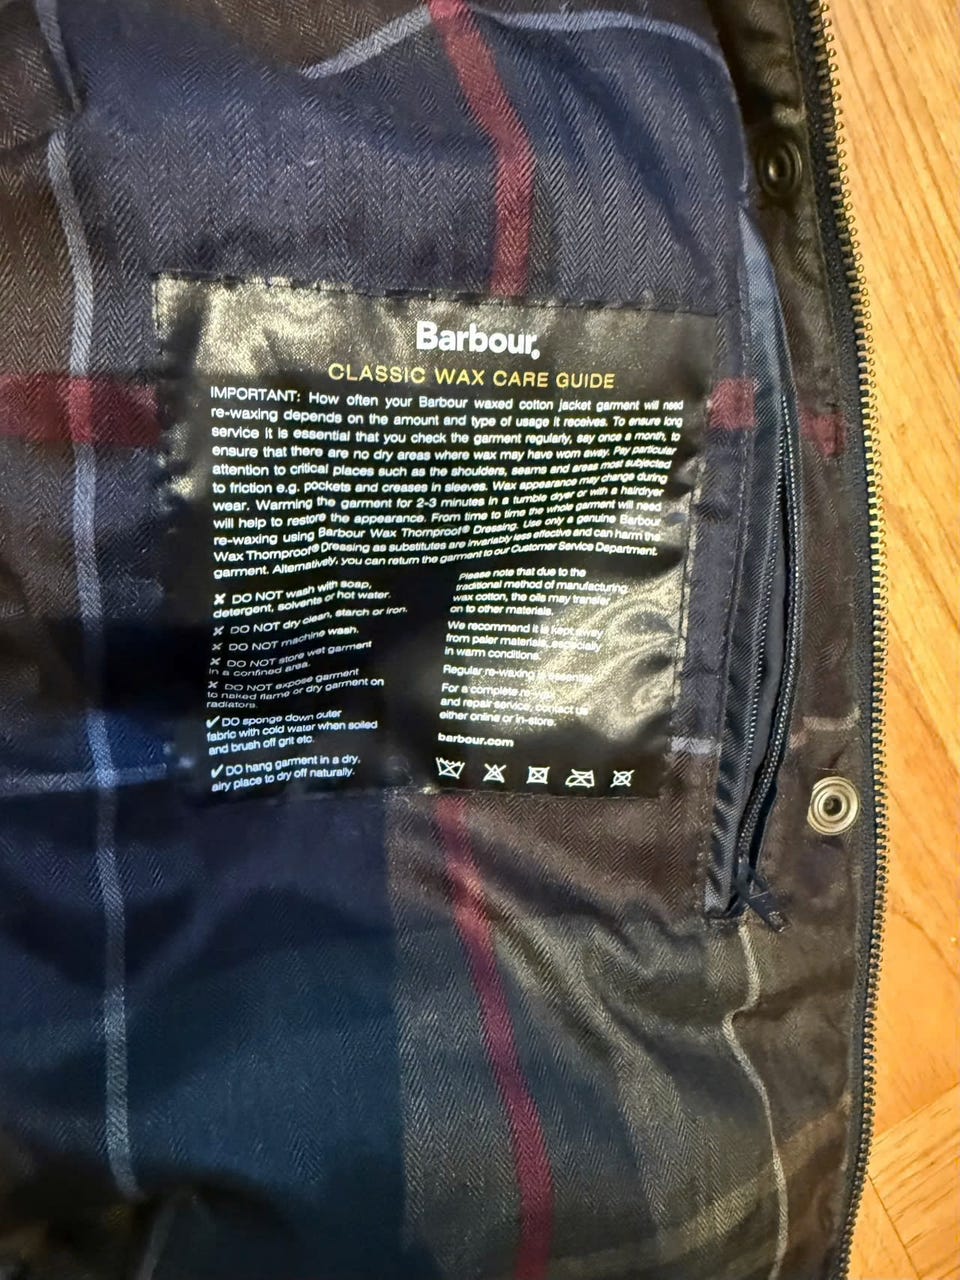 Barbour
CLASSIC WAX CARE GUIDE
IMPORTANT: How often your Barbour waxed cotton jacket garment will need
re-waxing depends on the amount and type of usage it receives. To ensure long
service it is essential that you check the garment regularly, say once a month, to
ensure that there are no dry areas where wax may have worn away. Pay particular
attention to critical places such as the shoulders, seams and areas most subjected
to friction e.g. pockets and creases in sleeves. Wax appearance may change during
wear. Warming the garment for 2-3 minutes in a tumble dryer or with a hairdryer
will help to restore the appearance. From time to time the whole garment will need
re-waxing using Barbour Wax Thornproof® Dressing. Use only a genuine Barbour
Wax Thornproof® Dressing as substitutes are invariably less effective and can harm the
garment. Alternatively, you can return the garment to our Customer Service Department.
✘ DO NOT wash with soap,
detergent, solvents or hot water.
✘ DO NOT dry clean, starch or iron.
✘ DO NOT machine wash.
✘ DO NOT store wet garment
in a confined area.
✘ DO NOT expose garment
to naked flame or dry garment on
radiators.
✔ DO sponge down outer
fabric with cold water when soiled
and brush off grit etc.
✔ DO hang garment in a dry,
airy place to dry off naturally.
Please note that due to the
traditional method of manufacturing
wax cotton, the oils may transfer
on to other materials.
We recommend it is kept away
from paler materials, especially
in warm conditions.
Regular re-waxing is essential.
For a complete re-wax
and repair service, contact us
either online or in-store.
barbour.com